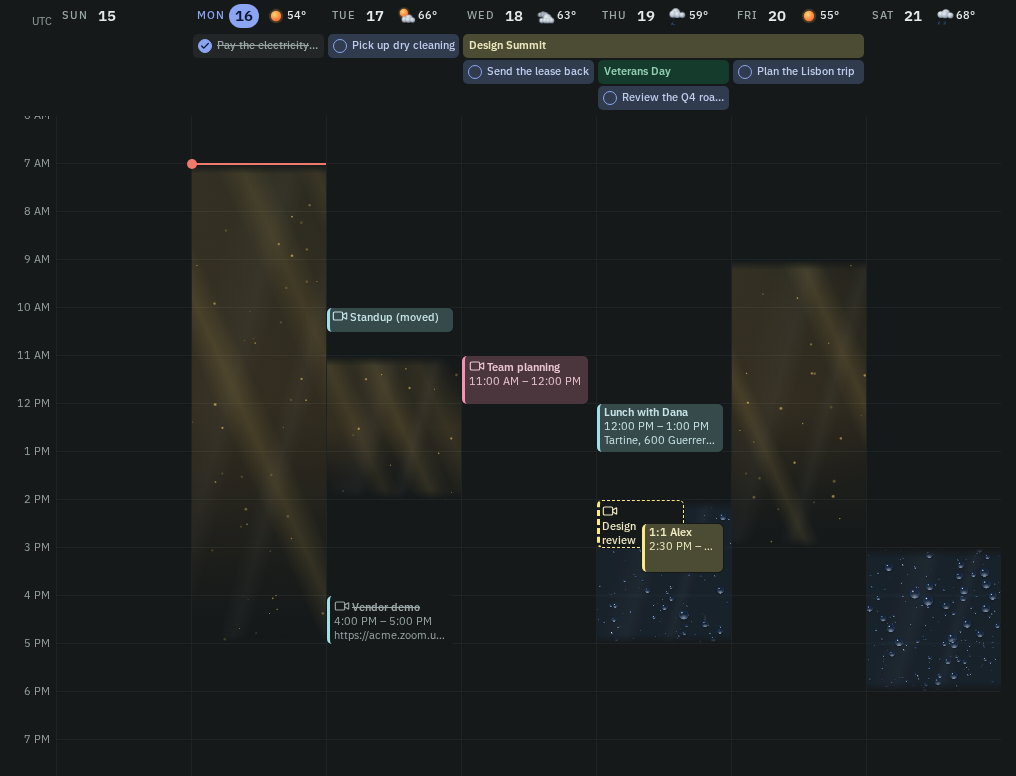 UTC
SUN 15
MON 16 54°
TUE 17 66°
WED 18 63°
THU 19 59°
FRI 20 55°
SAT 21 68°
Pay the electricity…
Pick up dry cleaning
Design Summit
Send the lease back
Veterans Day
Plan the Lisbon trip
Review the Q4 roa…
7 AM
8 AM
9 AM
10 AM
11 AM
12 PM
1 PM
2 PM
3 PM
4 PM
5 PM
6 PM
7 PM
Standup (moved)
Vendor demo
4:00 PM – 5:00 PM
https://acme.zoom.u…
Team planning
11:00 AM – 12:00 PM
Lunch with Dana
12:00 PM – 1:00 PM
Tartine, 600 Guerrer…
Design
review
1:1 Alex
2:30 PM – …